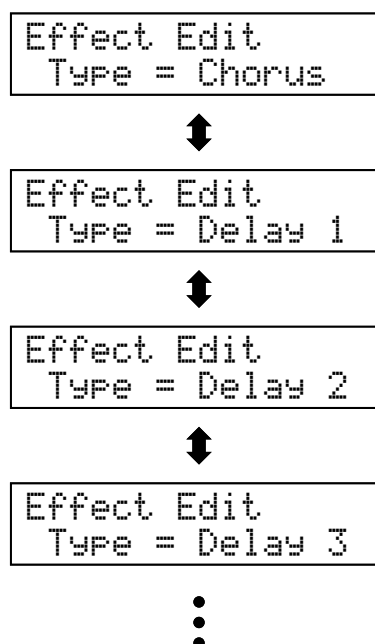 Effect Edit
Type = Chorus
Effect Edit
Type = Delay 1
Effect Edit
Type = Delay 2
Effect Edit
Type = Delay 3